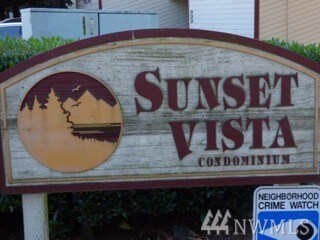 SUNSET
VISTA
CONDOMINIUM
NEIGHBORHOOD
CRIME WATCH
NWMLS